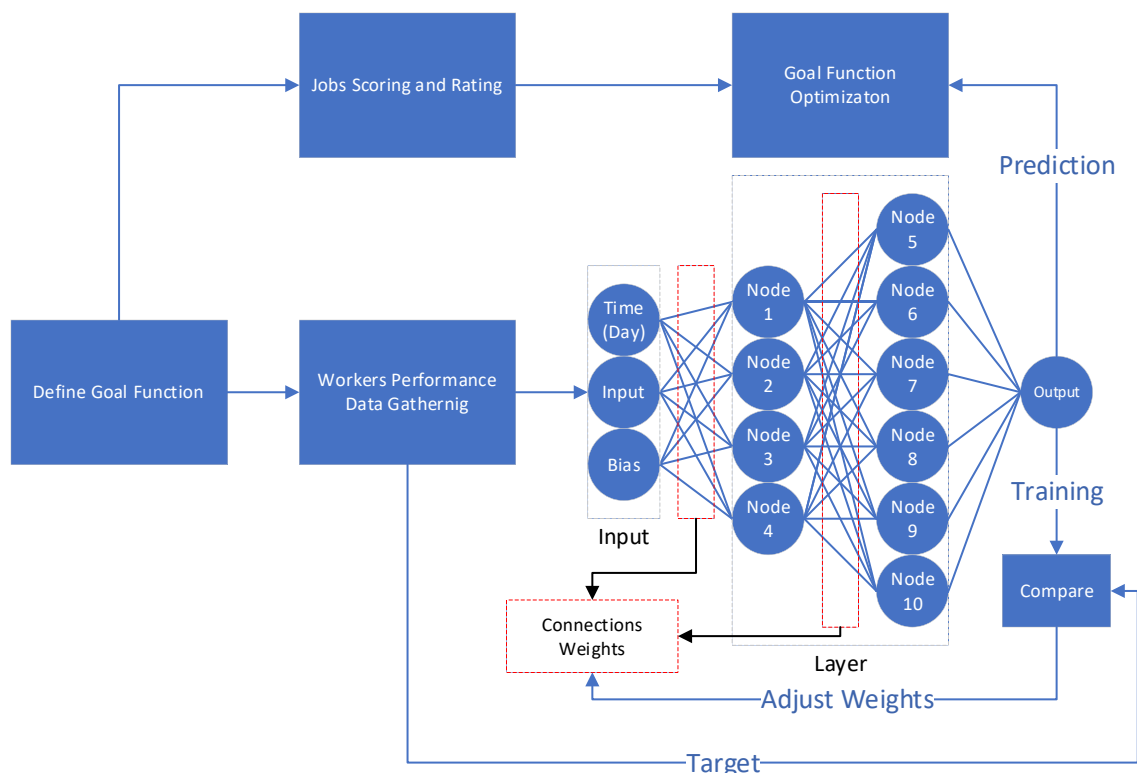 Jobs Scoring and Rating
Goal Function
Optimizaton
Prediction
Define Goal Function
Workers Performance
Data Gathernig
Time
(Day)
Input
Bias
Input
Node
1
Node
2
Node
3
Node
4
Node
5
Node
6
Node
7
Node
8
Node
9
Node
10
Layer
Output
Training
Compare
Connections
Weights
Adjust Weights
Target